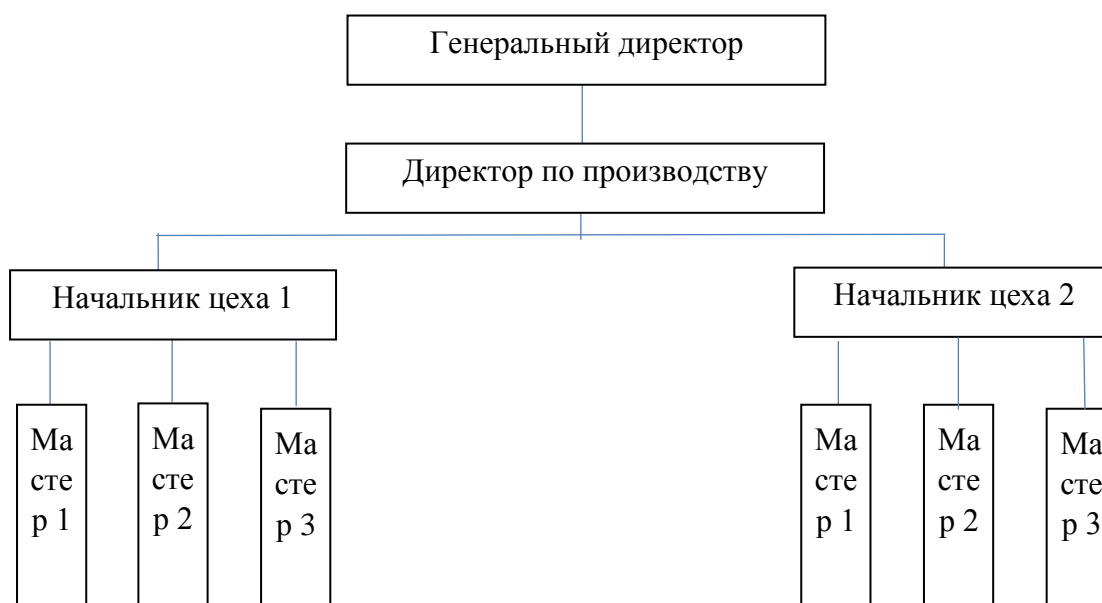 Генеральный директор
Директор по производству
Начальник цеха 1
Начальник цеха 2
Ма
сте
р 1
Ма
сте
р 2
Ма
сте
р 3
Ма
сте
р 1
Ма
сте
р 2
Ма
сте
р 3